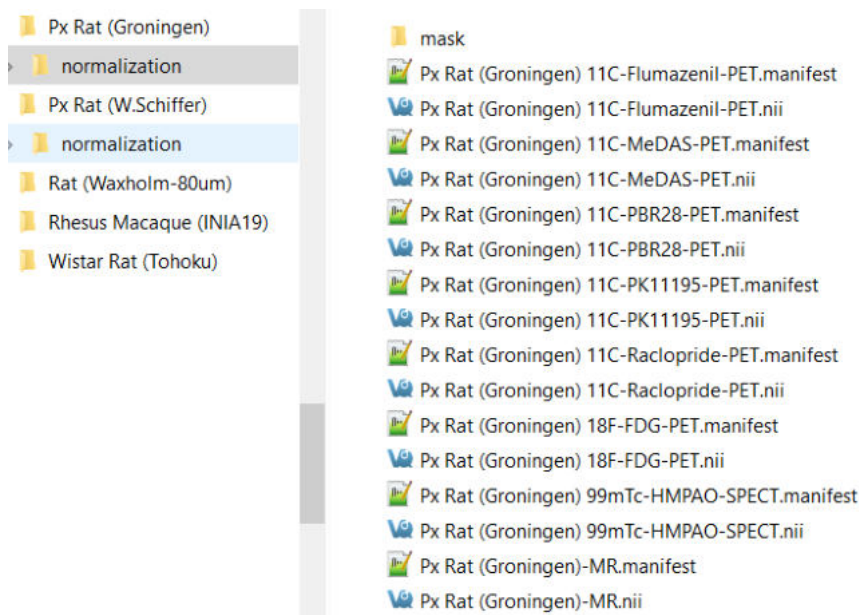 Px Rat (Groningen)
normalization
Px Rat (W.Schiffer)
normalization
Rat (Waxholm-80um)
Rhesus Macaque (INIA19)
Wistar Rat (Tohoku)
mask
Px Rat (Groningen) 11C-Flumazenil-PET.manifest
Px Rat (Groningen) 11C-Flumazenil-PET.nii
Px Rat (Groningen) 11C-MeDAS-PET.manifest
Px Rat (Groningen) 11C-MeDAS-PET.nii
Px Rat (Groningen) 11C-PBR28-PET.manifest
Px Rat (Groningen) 11C-PBR28-PET.nii
Px Rat (Groningen) 11C-PK11195-PET.manifest
Px Rat (Groningen) 11C-PK11195-PET.nii
Px Rat (Groningen) 11C-Raclopride-PET.manifest
Px Rat (Groningen) 11C-Raclopride-PET.nii
Px Rat (Groningen) 18F-FDG-PET.manifest
Px Rat (Groningen) 18F-FDG-PET.nii
Px Rat (Groningen) 99mTc-HMPAO-SPECT.manifest
Px Rat (Groningen) 99mTc-HMPAO-SPECT.nii
Px Rat (Groningen)-MR.manifest
Px Rat (Groningen)-MR.nii